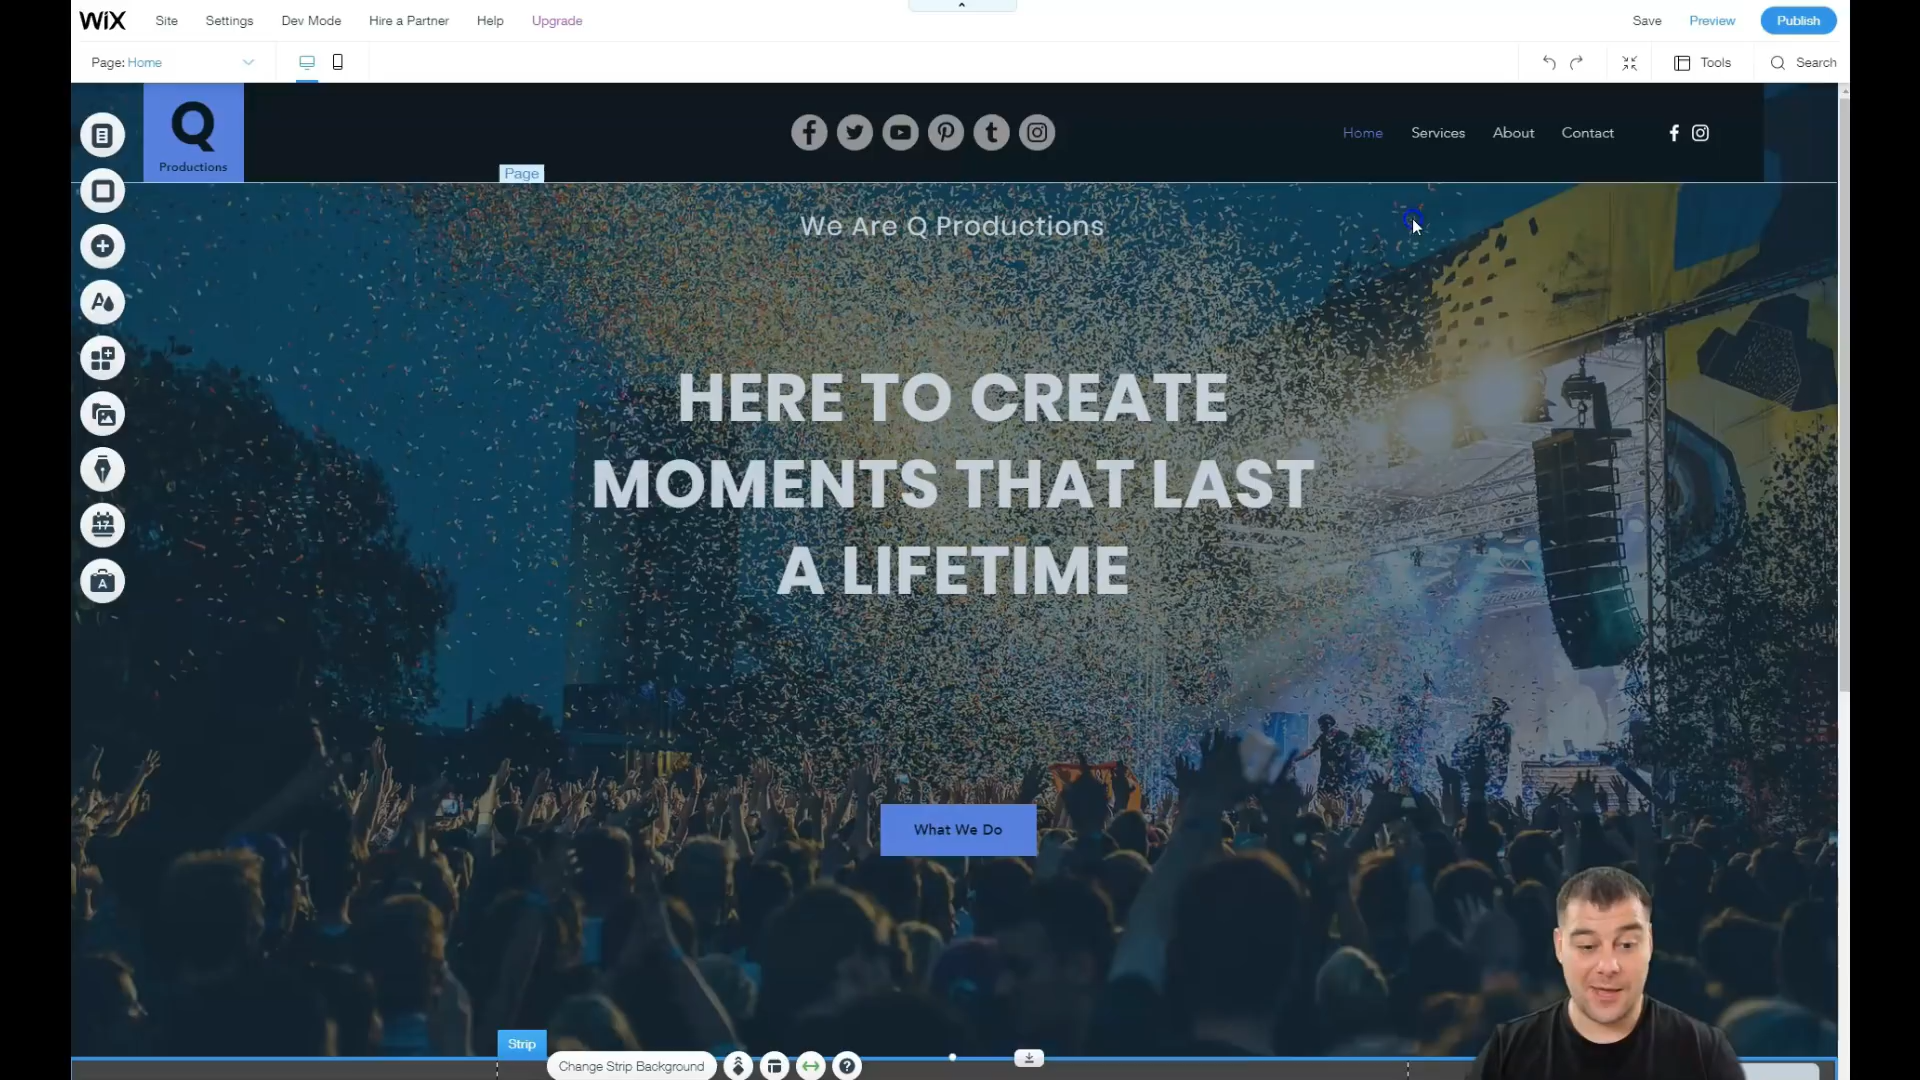 WiX Site Settings Dev Mode Hire a Partner Help Upgrade Save Preview Publish
Page: Home Tools Search
Q
Productions
Home Services About Contact
Page
We Are Q Productions
HERE TO CREATE
MOMENTS THAT LAST
A LIFETIME
What We Do
Strip
Change Strip Background